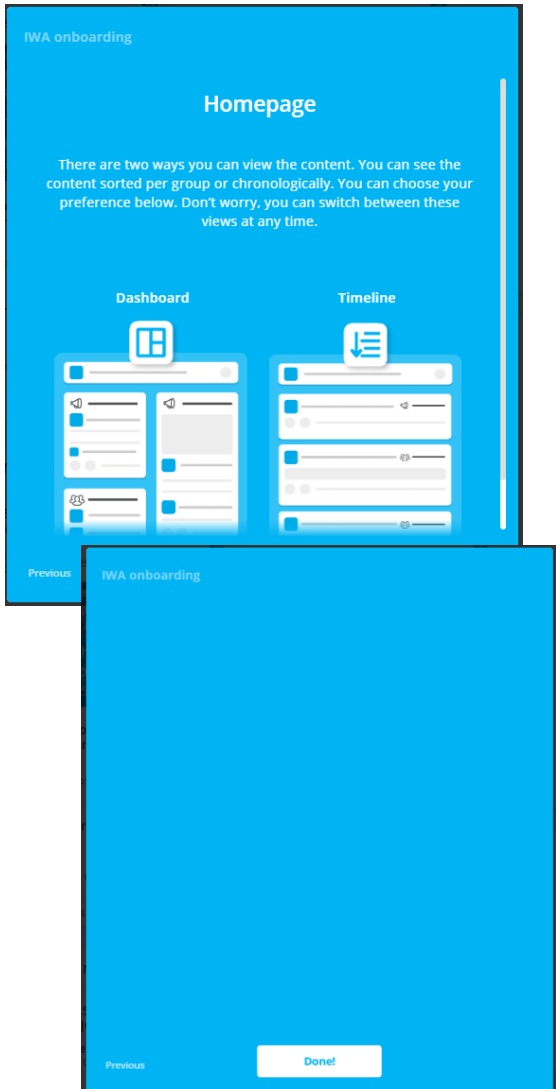 IWA onboarding
Homepage
There are two ways you can view the content. You can see the
content sorted per group or chronologically. You can choose your
preference below. Don't worry, you can switch between these
views at any time.
Dashboard
Timeline
Previous
IWA onboarding
Previous
Done!